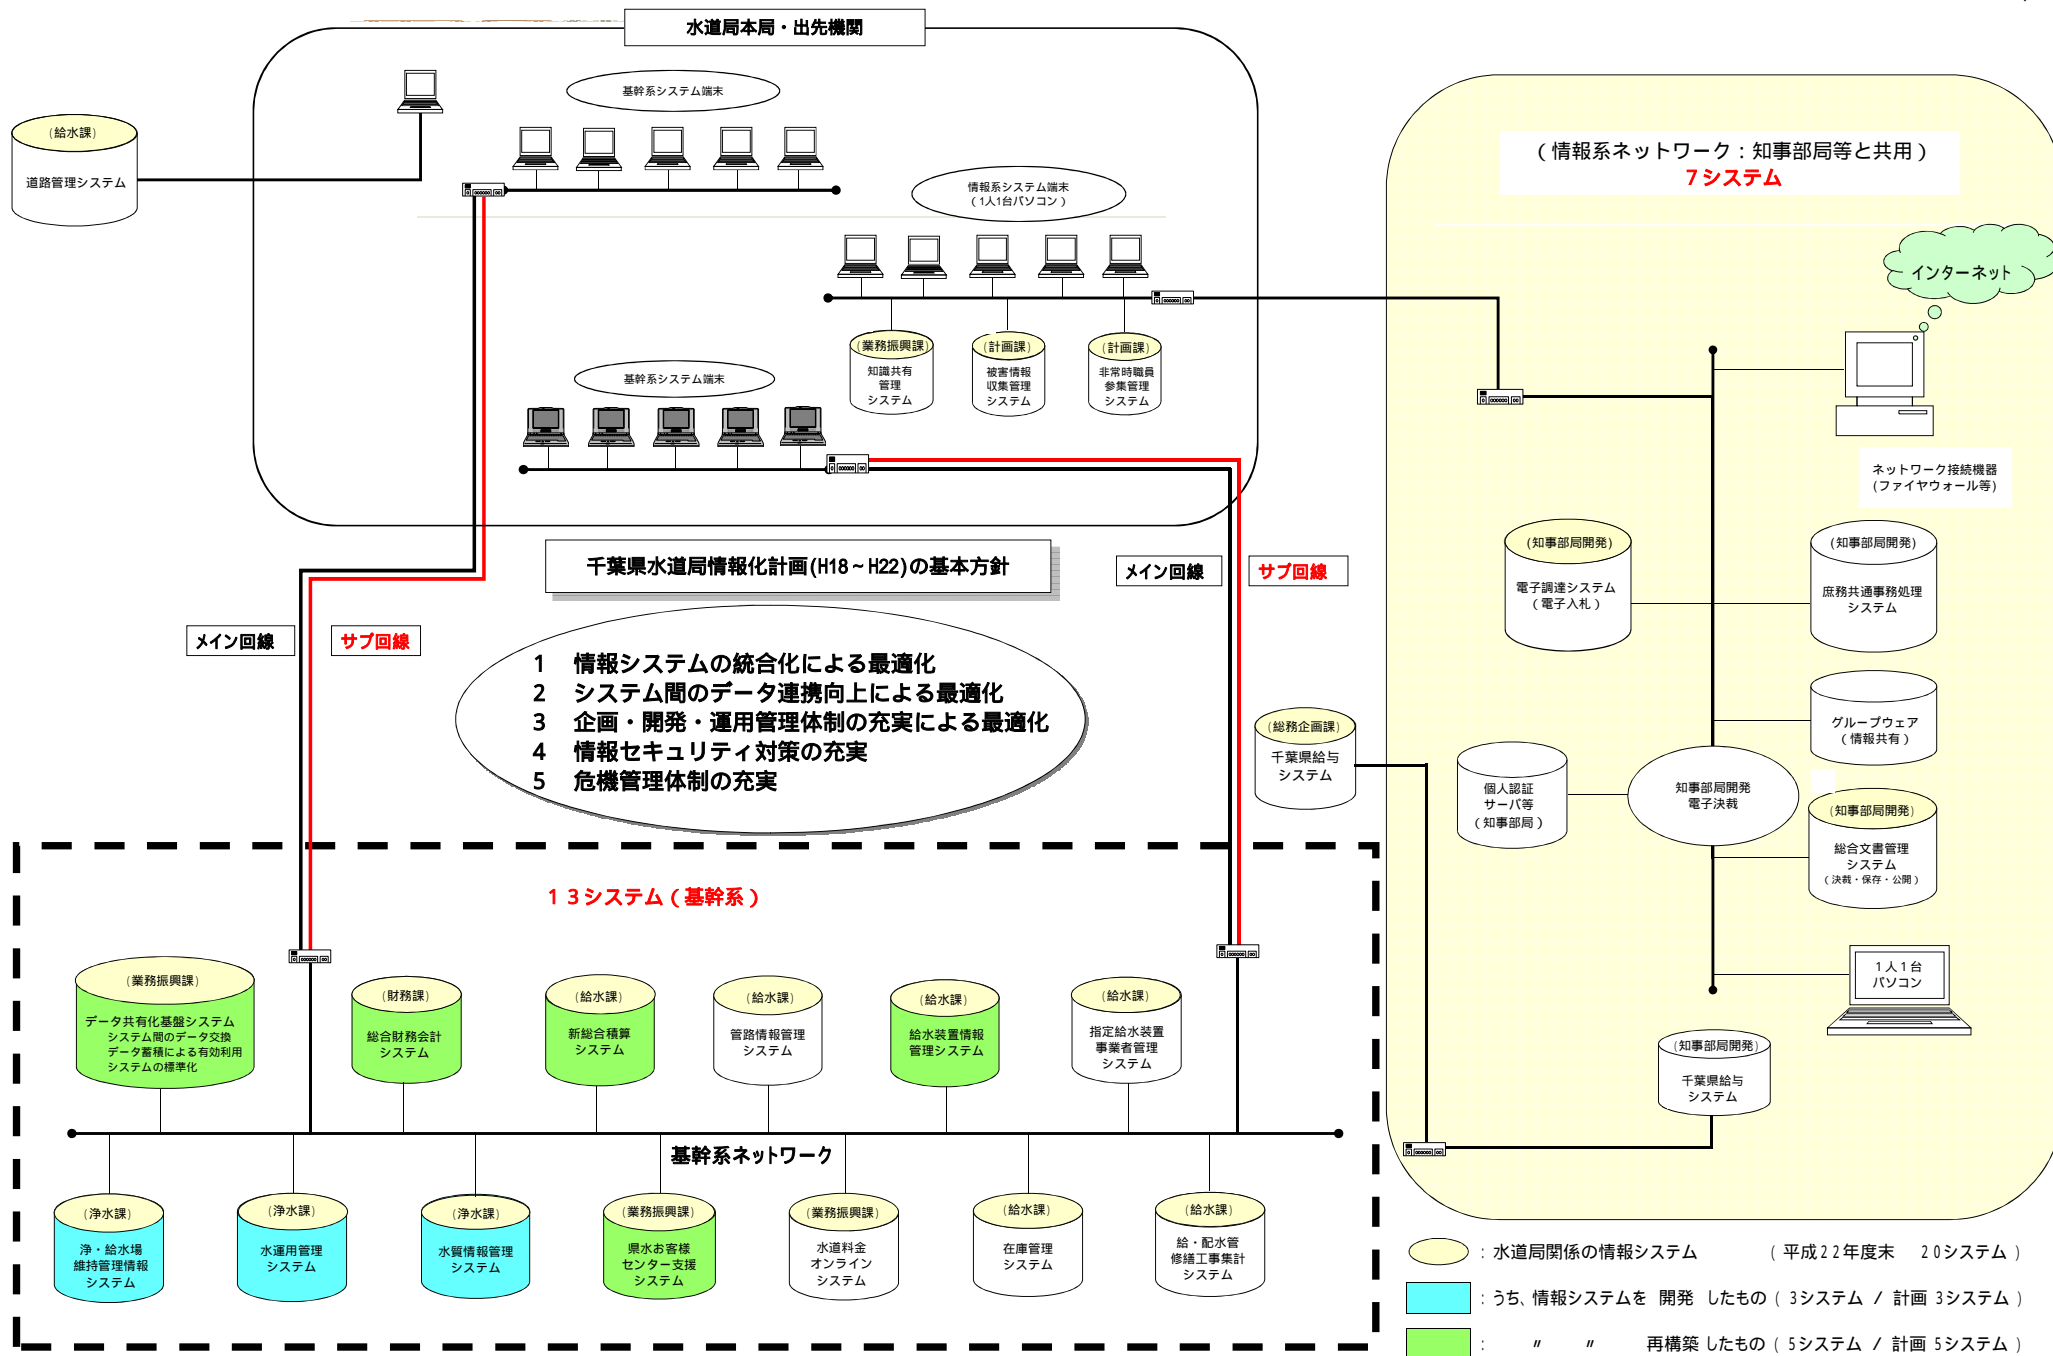 水道局本局・出先機関
基幹系システム端末
(給水課)
道路管理システム
情報系システム端末
(1人1台パソコン)
(業務振興課)
知識共有
管理
システム
(計画課)
被害情報
収集管理
システム
(計画課)
非常時職員
参集管理
システム
基幹系システム端末
(情報系ネットワーク:知事部局等と共用)
7システム
インターネット
ネットワーク接続機器
(ファイヤウォール等)
(知事部局開発)
電子調達システム
(電子入札)
(知事部局開発)
庶務共通事務処理
システム
グループウェア
(情報共有)
個人認証
サーバ等
(知事部局)
知事部局開発
電子決裁
(知事部局開発)
総合文書管理
システム
(決裁・保存・公開)
1人1台
パソコン
(知事部局開発)
千葉県給与
システム
(総務企画課)
千葉県給与
システム
千葉県水道局情報化計画(H18~H22)の基本方針
メイン回線
サブ回線
メイン回線
サブ回線
1 情報システムの統合化による最適化
2 システム間のデータ連携向上による最適化
3 企画・開発・運用管理体制の充実による最適化
4 情報セキュリティ対策の充実
5 危機管理体制の充実
13システム(基幹系)
(業務振興課)
データ共有化基盤システム
システム間のデータ交換
データ蓄積による有効利用
システムの標準化
(財務課)
総合財務会計
システム
(給水課)
新総合積算
システム
(給水課)
管路情報管理
システム
(給水課)
給水装置情報
管理システム
(給水課)
指定給水装置
事業者管理
システム
基幹系ネットワーク
(浄水課)
浄・給水場
維持管理情報
システム
(浄水課)
水運用管理
システム
(浄水課)
水質情報管理
システム
(業務振興課)
県水お客様
センター支援
システム
(業務振興課)
水道料金
オンライン
システム
(給水課)
在庫管理
システム
(給水課)
給・配水管
修繕工事集計
システム
:水道局関係の情報システム (平成22年度末 20システム)
:うち、情報システムを 開発 したもの(3システム / 計画 3システム)
: 〃 〃 再構築 したもの(5システム / 計画 5システム)